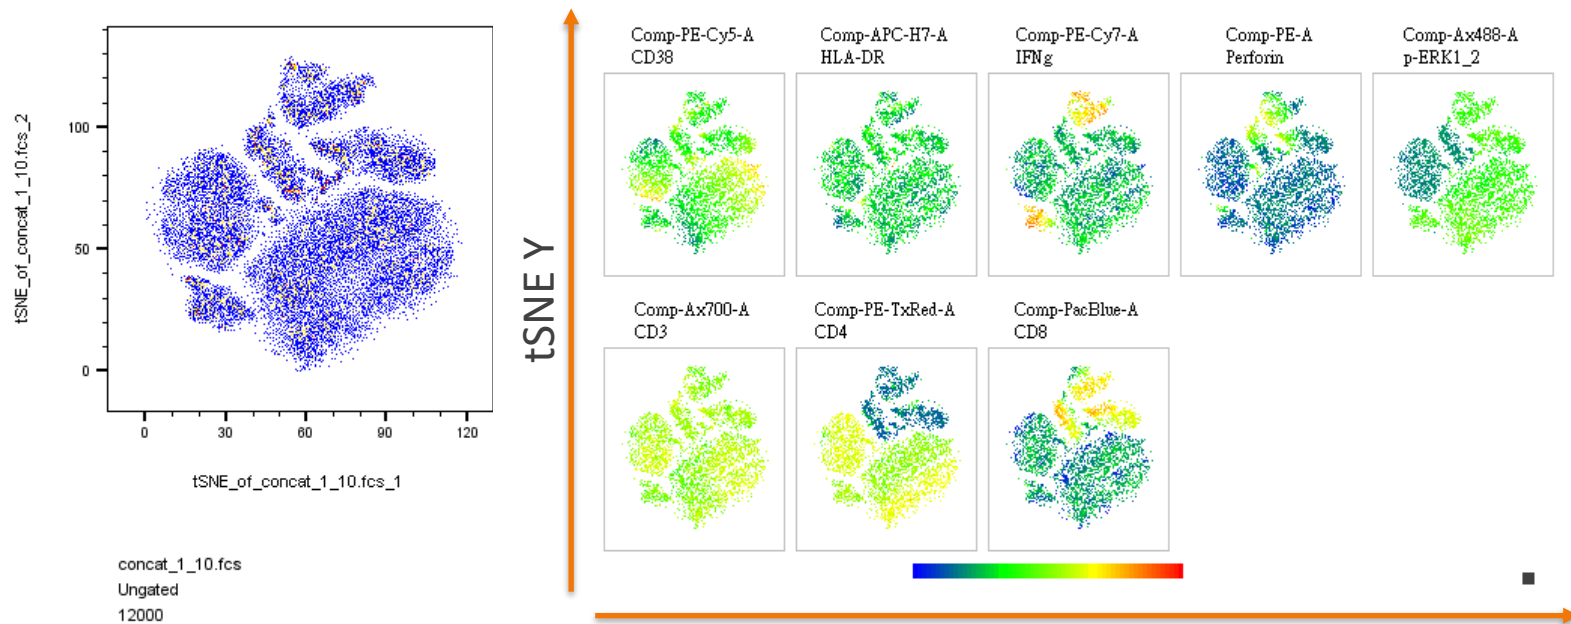 tSNE_of_concat_1_10.fcs_2
100
50
0
0
30
60
90
120
tSNE_of_concat_1_10.fcs_1
concat_1_10.fcs
Ungated
12000
tSNE Y
Comp-PE-Cy5-A
CD38
Comp-APC-H7-A
HLA-DR
Comp-PE-Cy7-A
IFNg
Comp-PE-A
Perforin
Comp-Ax488-A
p-ERK1_2
Comp-Ax700-A
CD3
Comp-PE-TxRed-A
CD4
Comp-PacBlue-A
CD8